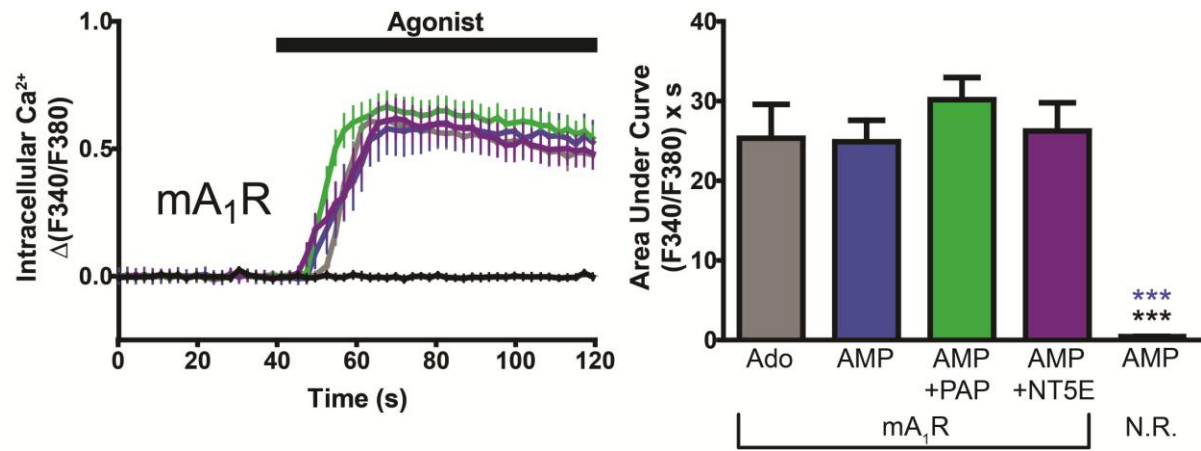 Agonist
1.0
0.5
0.0
Intracellular Ca²⁺
Δ(F340/F380)
mA₁R
0 20 40 60 80 100 120
Time (s)
40
30
20
10
0
Area Under Curve
(F340/F380) x s
***
***
Ado AMP AMP AMP AMP
+PAP +NT5E
mA₁R N.R.